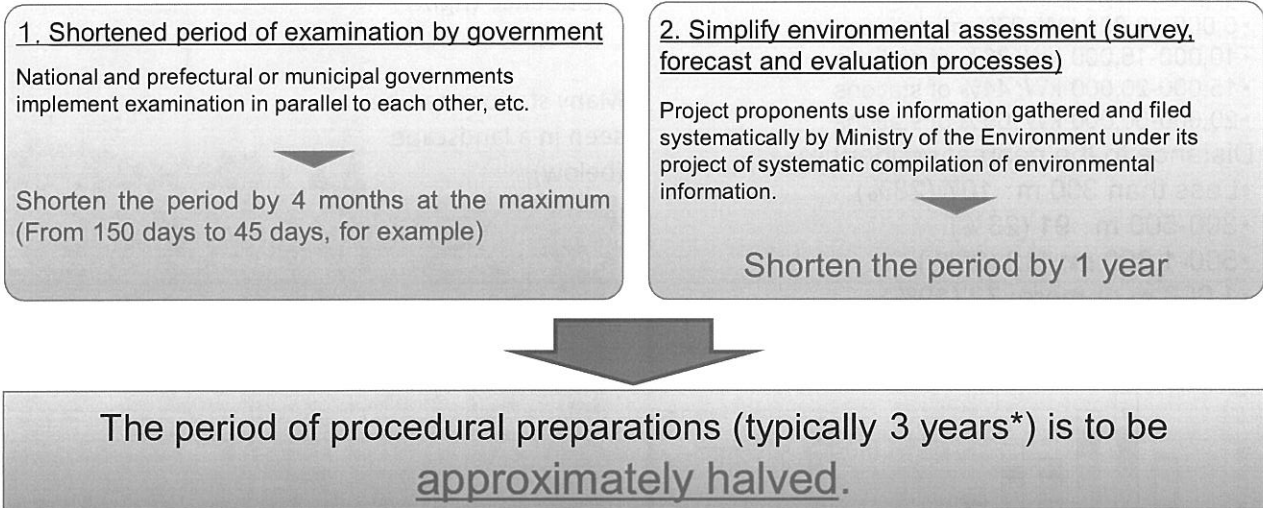 1. Shortened period of examination by government
National and prefectural or municipal governments
implement examination in parallel to each other, etc.
Shorten the period by 4 months at the maximum
(From 150 days to 45 days, for example)
2. Simplify environmental assessment (survey,
forecast and evaluation processes)
Project proponents use information gathered and filed
systematically by Ministry of the Environment under its
project of systematic compilation of environmental
information.
Shorten the period by 1 year
The period of procedural preparations (typically 3 years*) is to be
approximately halved.